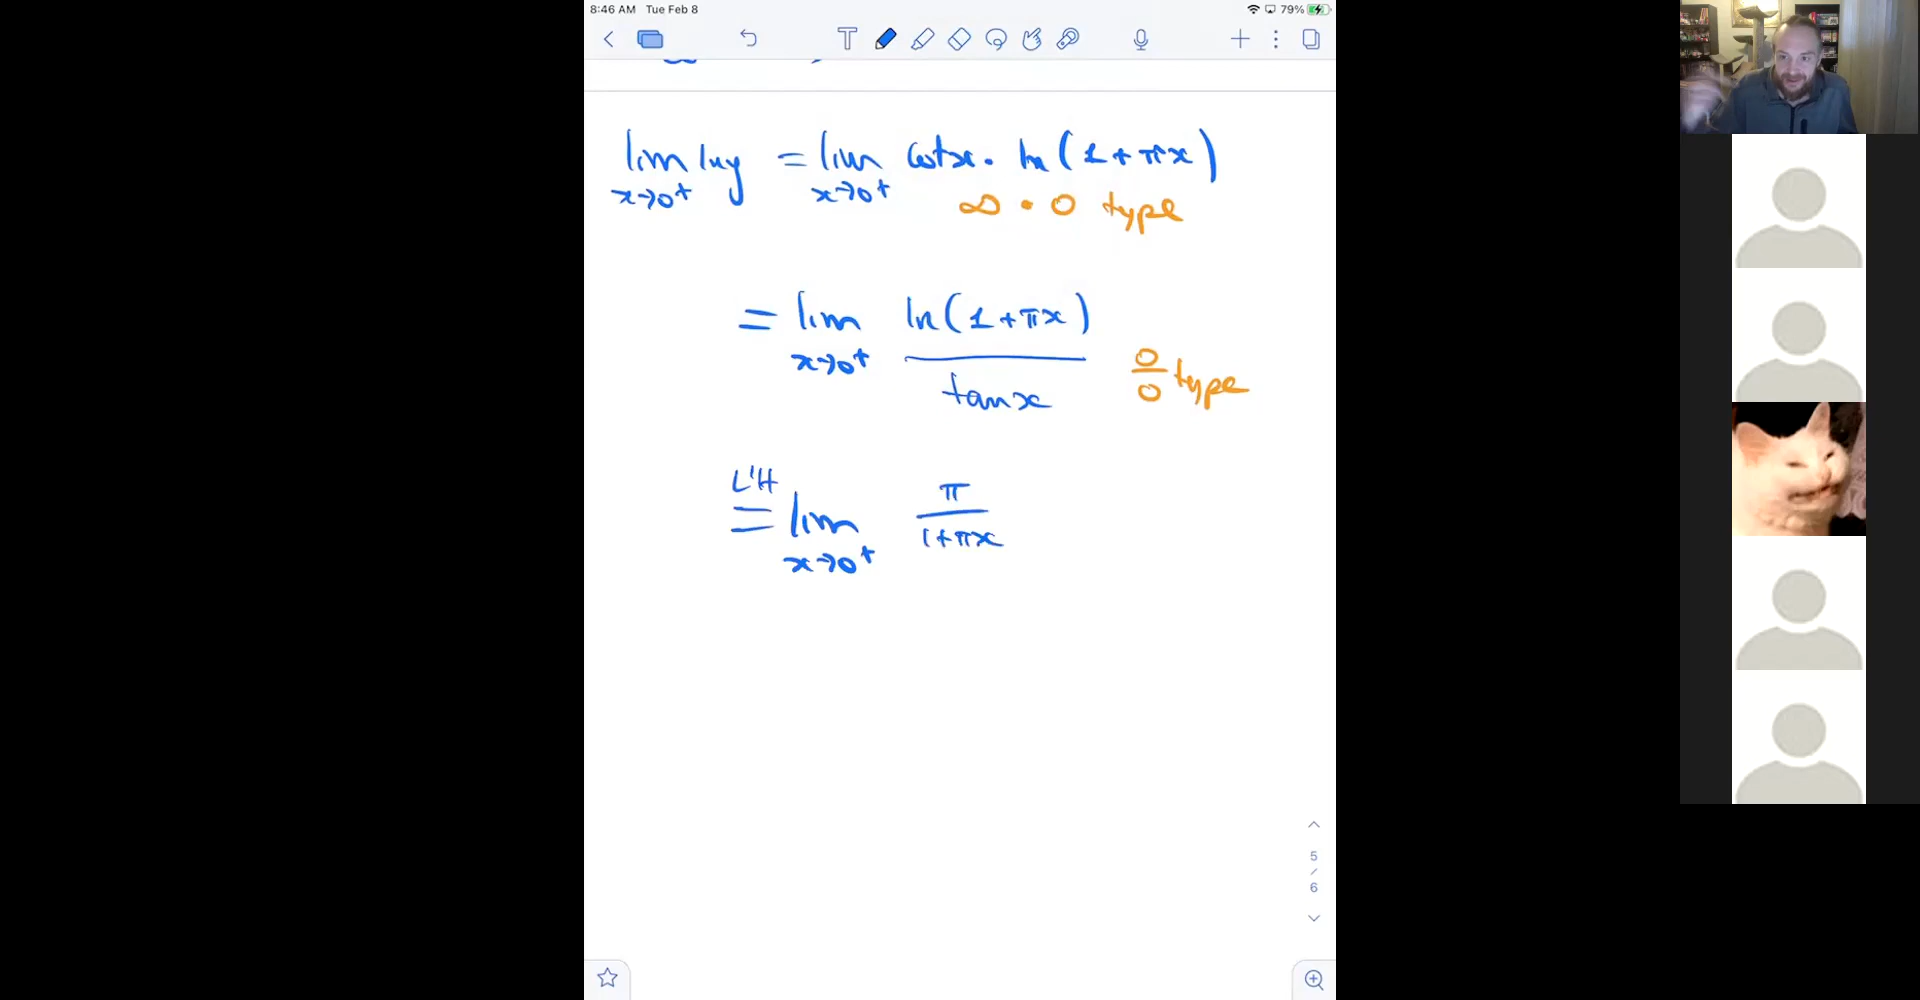 8:46 AM Tue Feb 8 79%
lim ln y = lim cot x · ln(1+πx)
x→0⁺ x→0⁺ ∞ · 0 type
= lim ln(1+πx)
x→0⁺ tan x 0/0 type
L'H
= lim π
x→0⁺ 1+πx
5
/
6